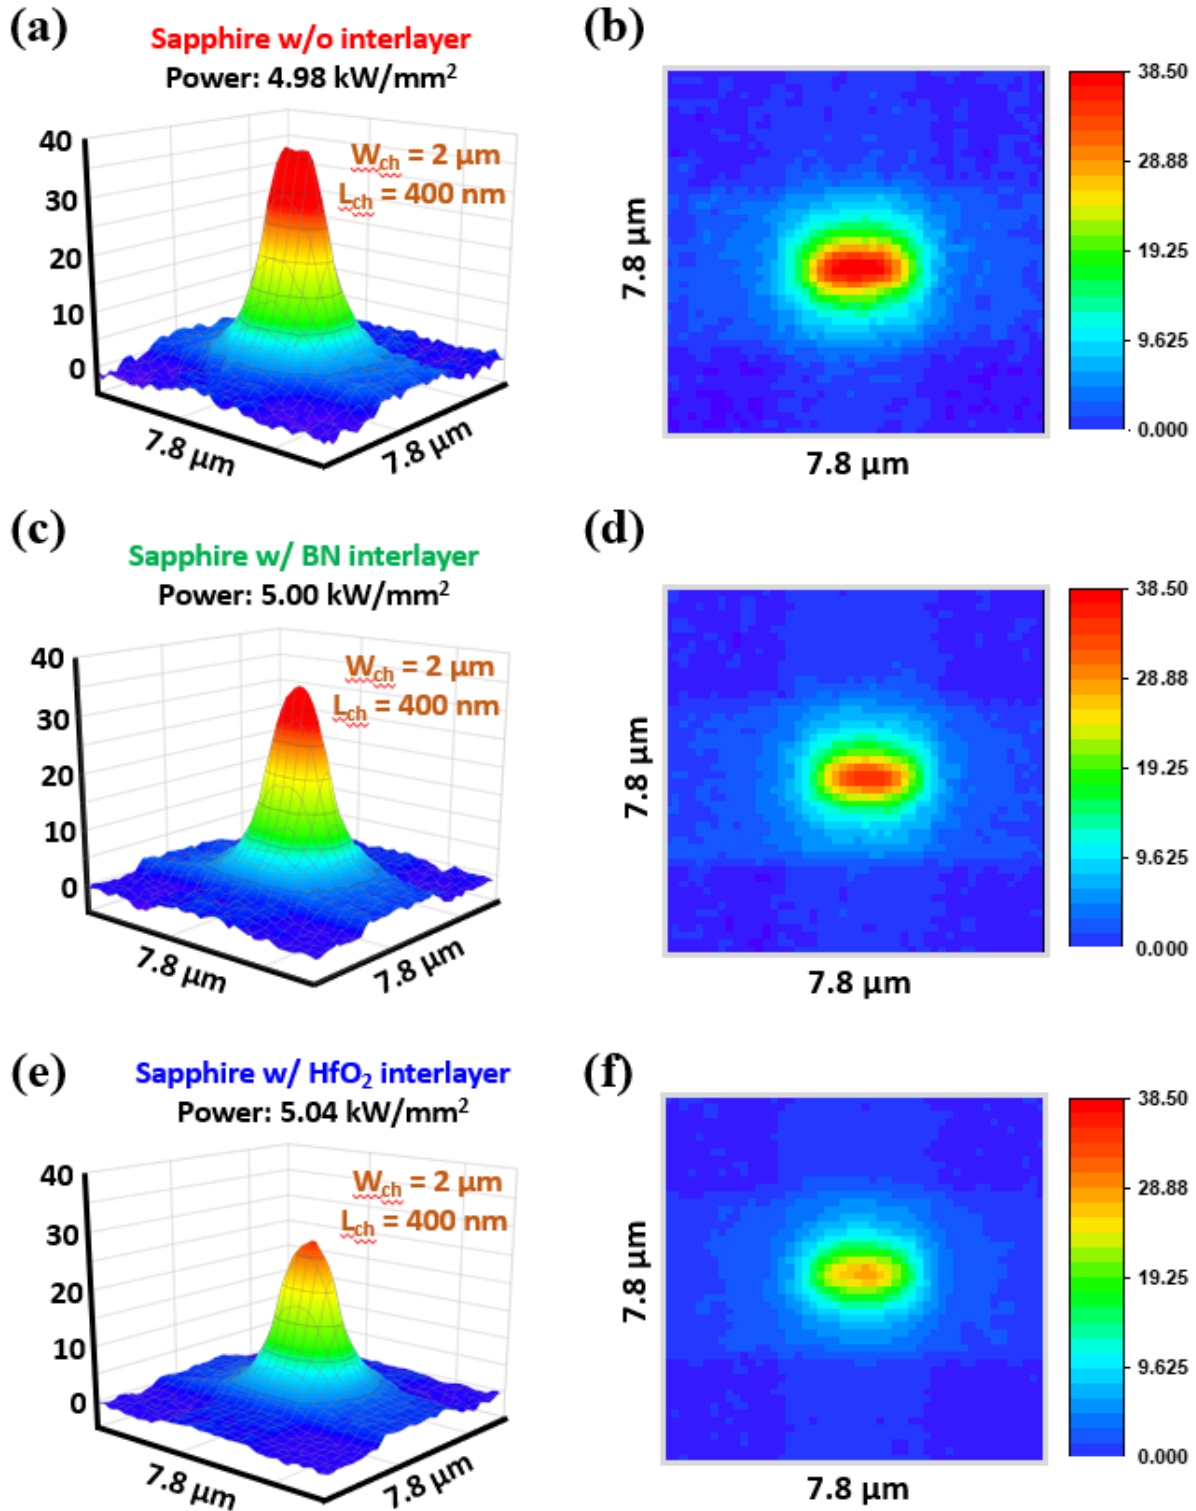 (a)
Sapphire w/o interlayer
Power: 4.98 kW/mm²
W_ch = 2 μm
L_ch = 400 nm
40
30
20
10
0
7.8 μm
7.8 μm
(b)
7.8 μm
7.8 μm
38.50
28.88
19.25
9.625
0.000
(c)
Sapphire w/ BN interlayer
Power: 5.00 kW/mm²
W_ch = 2 μm
L_ch = 400 nm
40
30
20
10
0
7.8 μm
7.8 μm
(d)
7.8 μm
7.8 μm
38.50
28.88
19.25
9.625
0.000
(e)
Sapphire w/ HfO₂ interlayer
Power: 5.04 kW/mm²
W_ch = 2 μm
L_ch = 400 nm
40
30
20
10
0
7.8 μm
7.8 μm
(f)
7.8 μm
7.8 μm
38.50
28.88
19.25
9.625
0.000